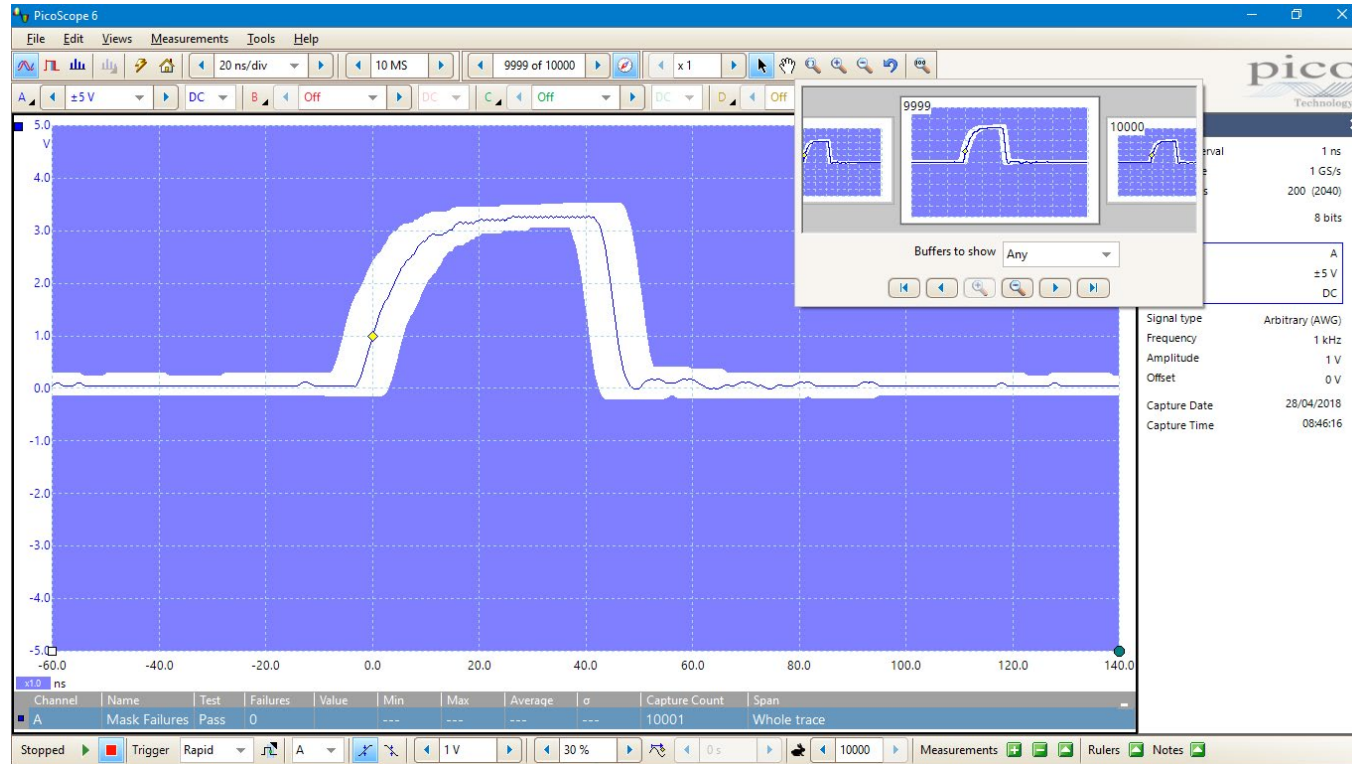 PicoScope 6
File Edit Views Measurements Tools Help
20 ns/div 10 MS 9999 of 10000 x 1
pico
Technology
A ±5 V DC B Off DC C Off DC D Off
9999
10000
Buffers to show Any
5.0
V
4.0
3.0
2.0
1.0
0.0
-1.0
-2.0
-3.0
-4.0
-5.0
-60.0 -40.0 -20.0 0.0 20.0 40.0 60.0 80.0 100.0 120.0 140.0
x1.0 ns
1 ns
1 GS/s
200 (2040)
8 bits
A
±5 V
DC
Signal type Arbitrary (AWG)
Frequency 1 kHz
Amplitude 1 V
Offset 0 V
Capture Date 28/04/2018
Capture Time 08:46:16
Channel Name Test Failures Value Min Max Average σ Capture Count Span
A Mask Failures Pass 0 --- --- --- --- 10001 Whole trace
Stopped Trigger Rapid A 1 V 30 % 0 s 10000 Measurements Rulers Notes